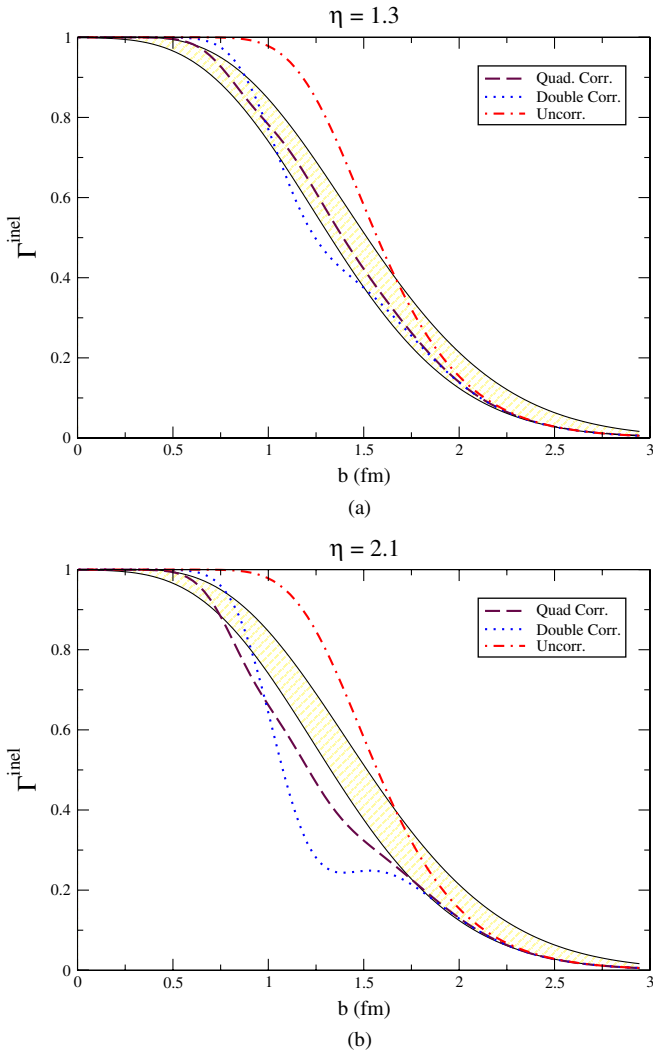 η = 1.3
1
0.8
0.6
0.4
0.2
0
Γinel
Quad. Corr.
Double Corr.
Uncorr.
0 0.5 1 1.5 2 2.5 3
b (fm)
(a)
η = 2.1
1
0.8
0.6
0.4
0.2
0
Γinel
Quad Corr.
Double Corr.
Uncorr.
0 0.5 1 1.5 2 2.5 3
b (fm)
(b)